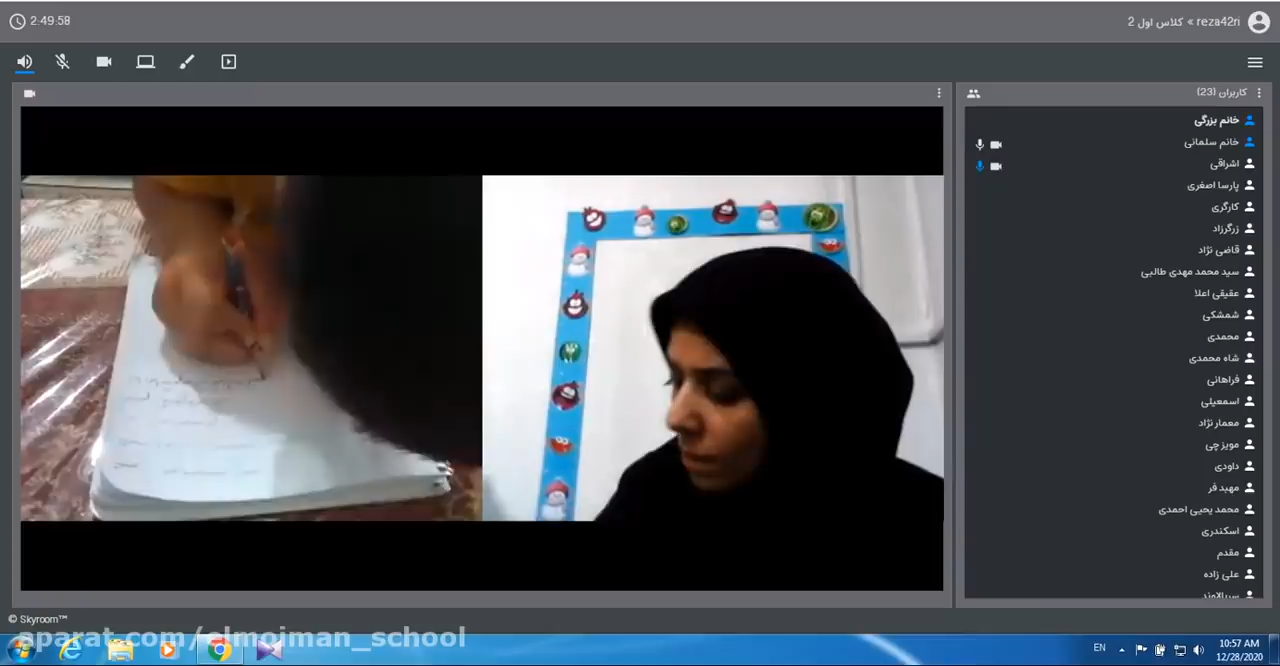 2:49.58
reza42ri » کلاس اول 2
کاربران (23)
خانم بزرگی
خانم سلمانی
اشراقی
پارسا اصغری
کارگری
زرگرزاد
قاضی نژاد
سید محمد مهدی طالبی
عقیقی اعلا
شمشکی
محمدی
شاه محمدی
فراهانی
اسمعیلی
معمار نژاد
مویز چی
داودی
مهبد فر
محمد یحیی احمدی
اسکندری
مقدم
علی زاده
© Skyroom™
aparat.com/elmoiman_school
EN
10:57 AM
12/28/2020